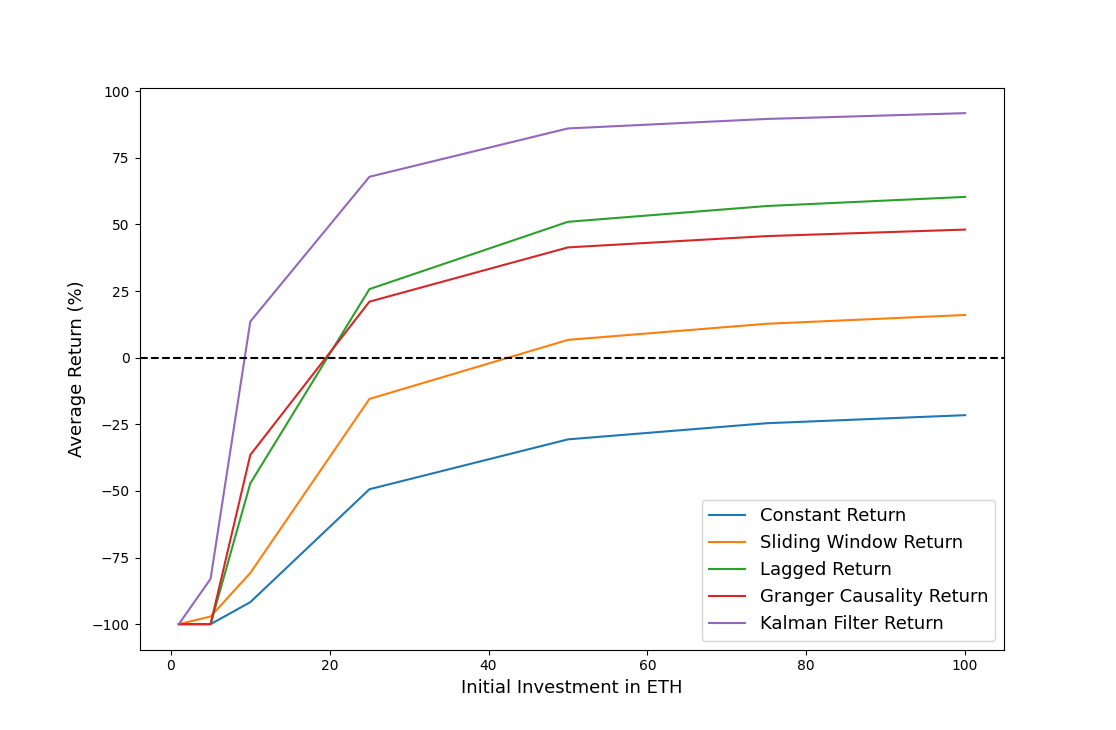 100
75
50
25
0
−25
−50
−75
−100
Average Return (%)
0
20
40
60
80
100
Initial Investment in ETH
Constant Return
Sliding Window Return
Lagged Return
Granger Causality Return
Kalman Filter Return